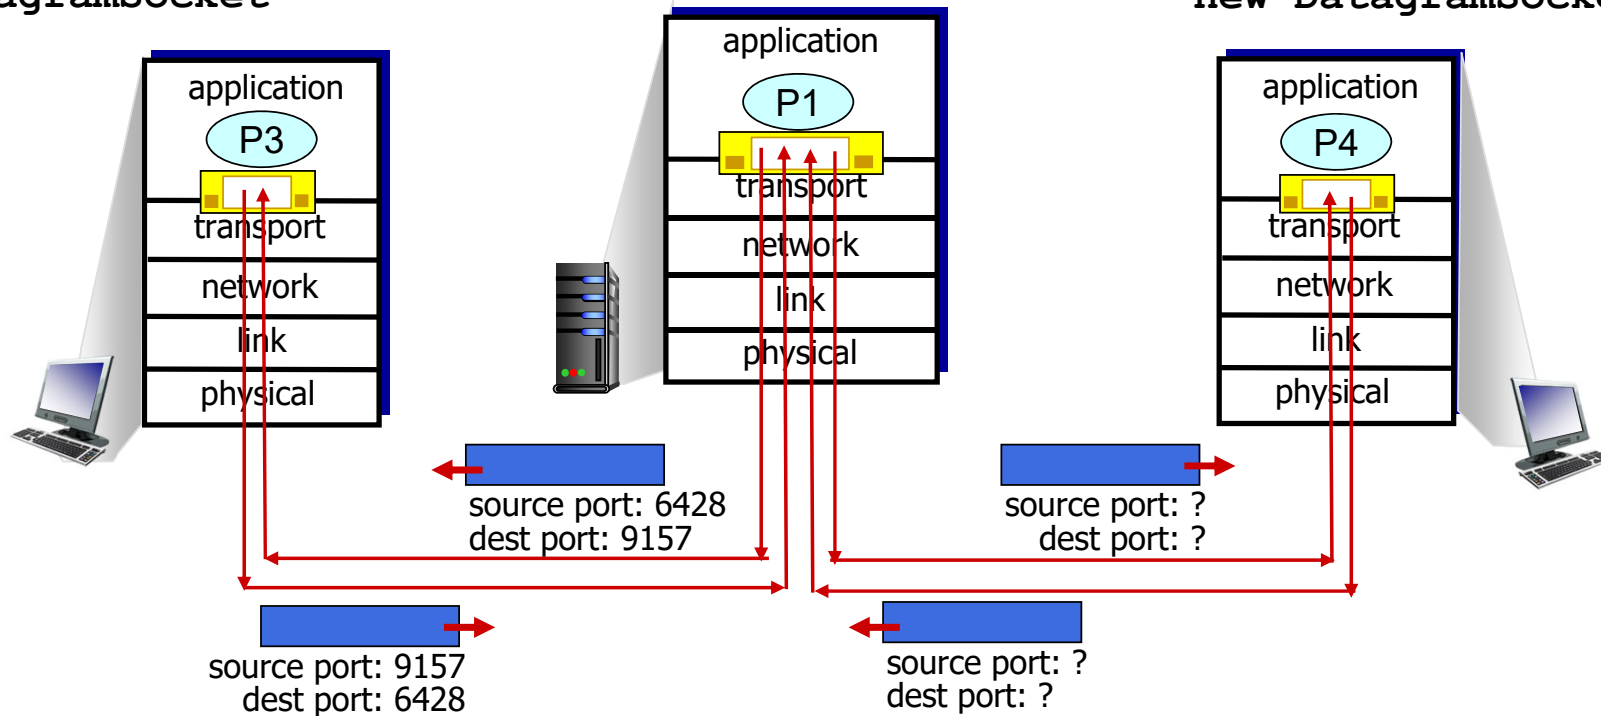 application
P3
transport
network
link
physical
application
P1
transport
network
link
physical
application
P4
transport
network
link
physical
source port: 6428
dest port: 9157
source port: ?
dest port: ?
source port: 9157
dest port: 6428
source port: ?
dest port: ?